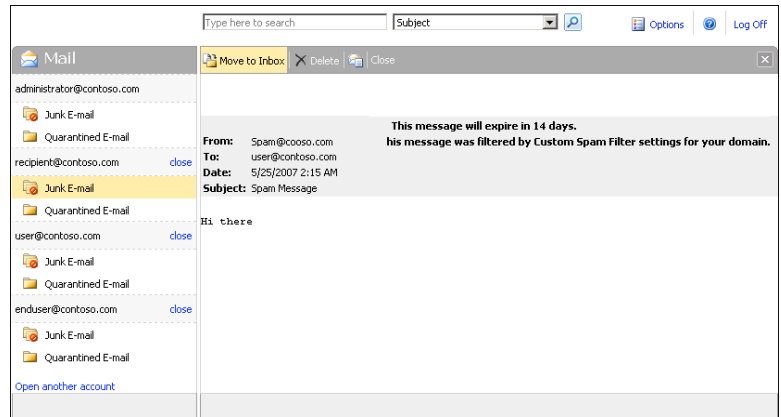 Type here to search
Subject
Options
Log Off
Mail
Move to Inbox
Delete
Close
administrator@contoso.com
Junk E-mail
Quarantined E-mail
recipient@contoso.com close
Junk E-mail
Quarantined E-mail
user@contoso.com close
Junk E-mail
Quarantined E-mail
enduser@contoso.com close
Junk E-mail
Quarantined E-mail
Open another account
This message will expire in 14 days.
his message was filtered by Custom Spam Filter settings for your domain.
From: Spam@cooso.com
To: user@contoso.com
Date: 5/25/2007 2:15 AM
Subject: Spam Message
Hi there